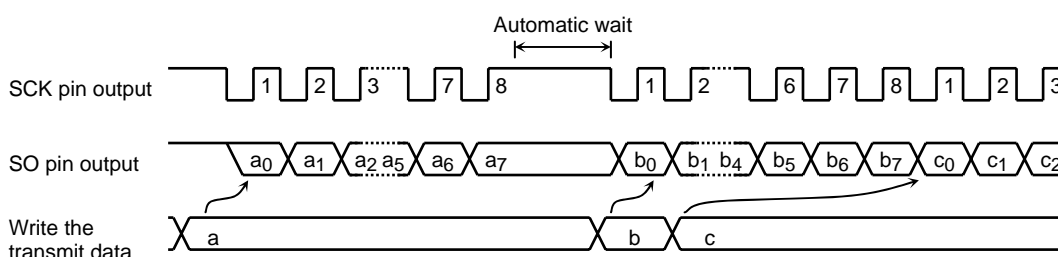 Automatic wait
SCK pin output 1 2 3 7 8 1 2 6 7 8 1 2 3
SO pin output a0 a1 a2 a5 a6 a7 b0 b1 b4 b5 b6 b7 c0 c1 c2
Write the
transmit data
a b c